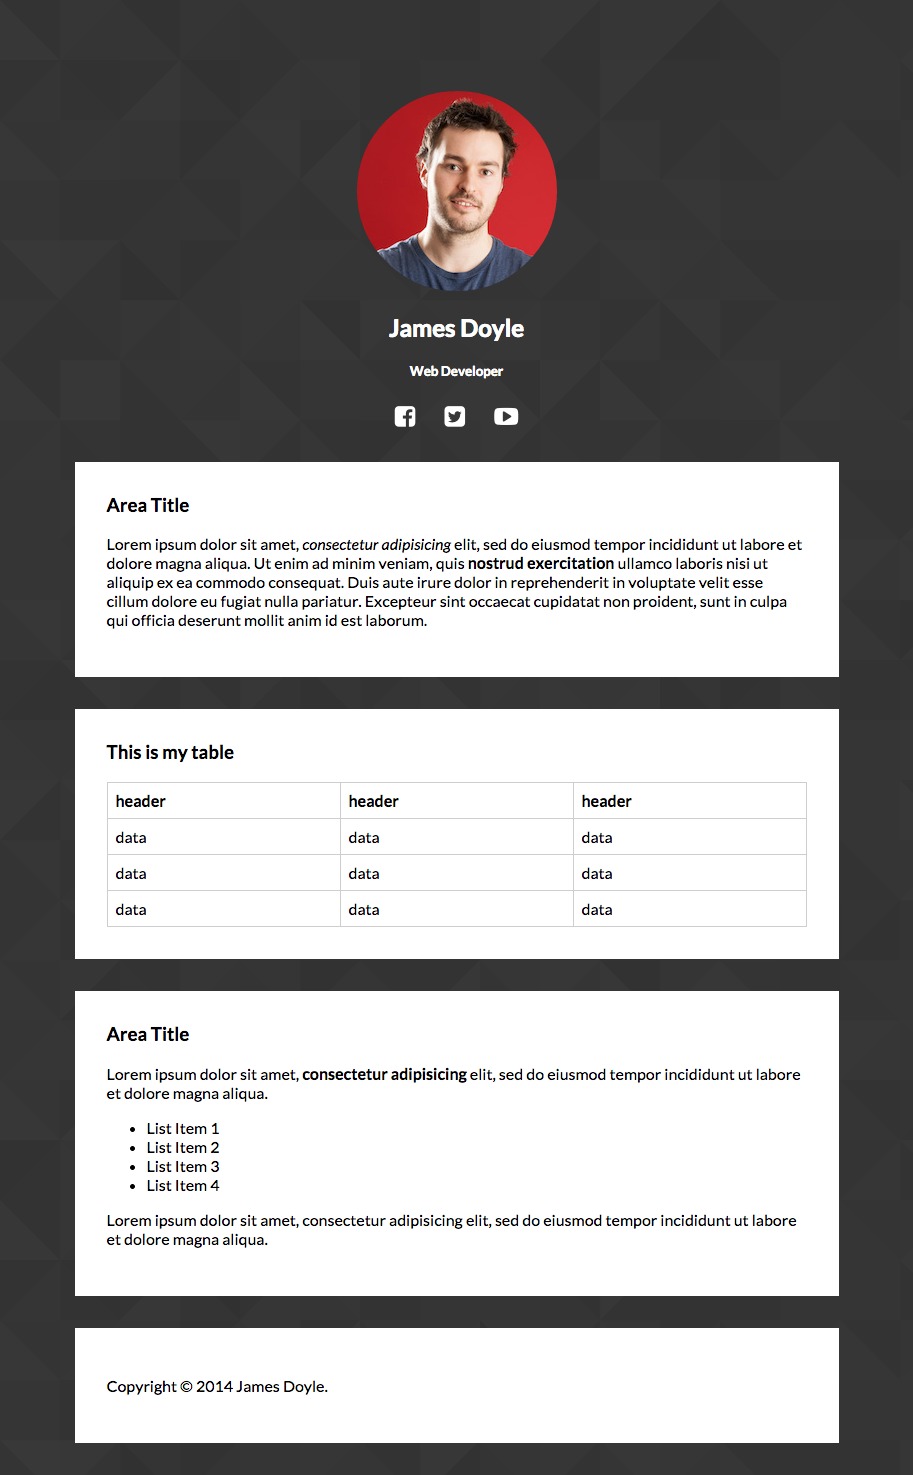 James Doyle
Web Developer
Area Title
Lorem ipsum dolor sit amet, consectetur adipisicing elit, sed do eiusmod tempor incididunt ut labore et
dolore magna aliqua. Ut enim ad minim veniam, quis nostrud exercitation ullamco laboris nisi ut
aliquip ex ea commodo consequat. Duis aute irure dolor in reprehenderit in voluptate velit esse
cillum dolore eu fugiat nulla pariatur. Excepteur sint occaecat cupidatat non proident, sunt in culpa
qui officia deserunt mollit anim id est laborum.
This is my table
header header header
data data data
data data data
data data data
Area Title
Lorem ipsum dolor sit amet, consectetur adipisicing elit, sed do eiusmod tempor incididunt ut labore
et dolore magna aliqua.
• List Item 1
• List Item 2
• List Item 3
• List Item 4
Lorem ipsum dolor sit amet, consectetur adipisicing elit, sed do eiusmod tempor incididunt ut labore
et dolore magna aliqua.
Copyright © 2014 James Doyle.